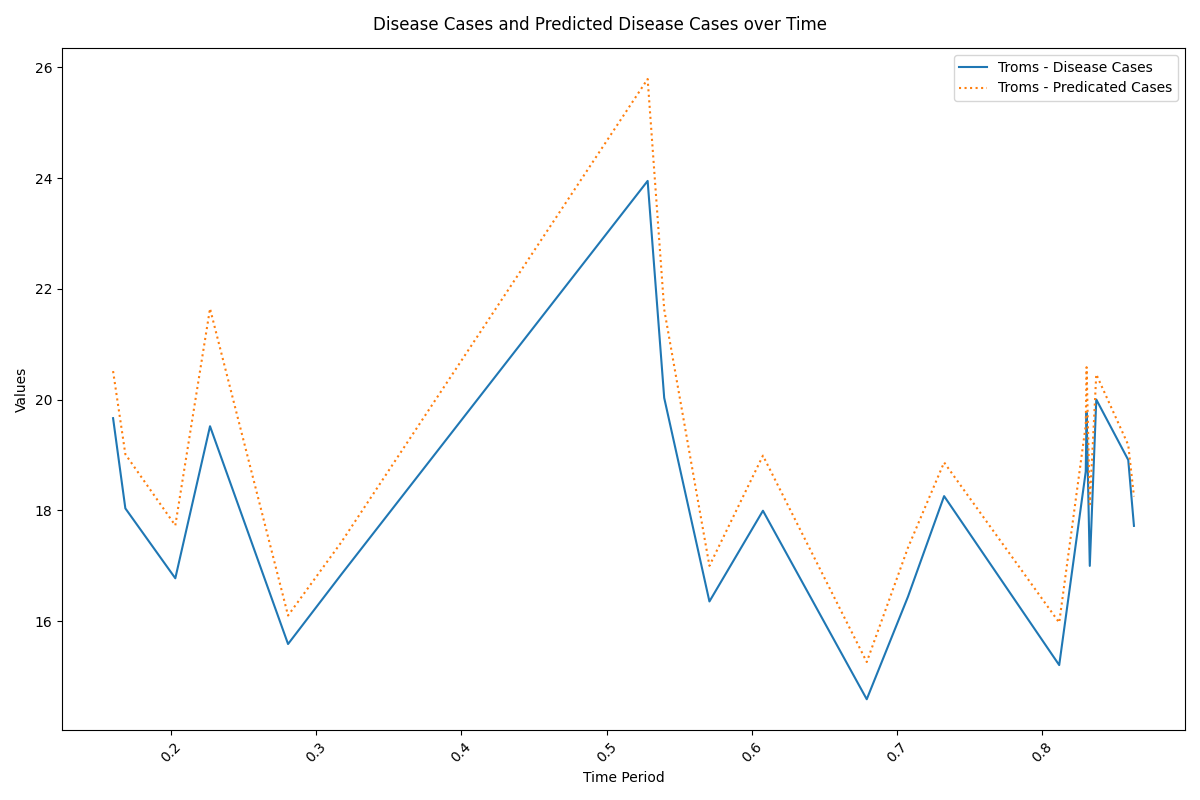 Disease Cases and Predicted Disease Cases over Time
Troms - Disease Cases
Troms - Predicated Cases
Values
26
24
22
20
18
16
0.2
0.3
0.4
0.5
0.6
0.7
0.8
Time Period